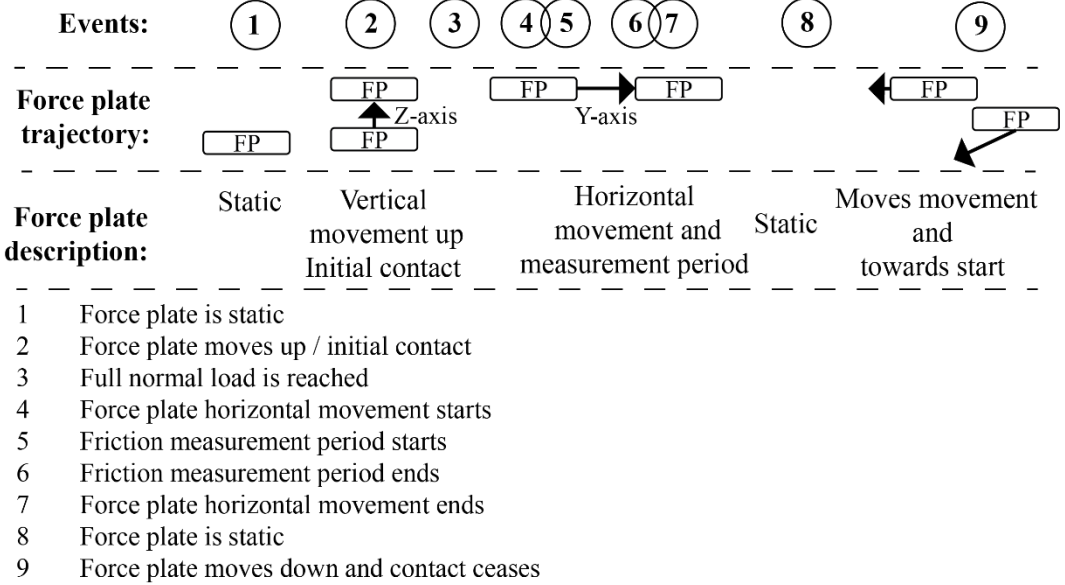 Events: 1 2 3 4 5 6 7 8 9
Force plate trajectory:
FP
FP
Z-axis
FP
FP
Y-axis
FP
FP
FP
Force plate description:
Static
Vertical
movement up
Initial contact
Horizontal
movement and
measurement period
Static
Moves movement
and
towards start
1 Force plate is static
2 Force plate moves up / initial contact
3 Full normal load is reached
4 Force plate horizontal movement starts
5 Friction measurement period starts
6 Friction measurement period ends
7 Force plate horizontal movement ends
8 Force plate is static
9 Force plate moves down and contact ceases